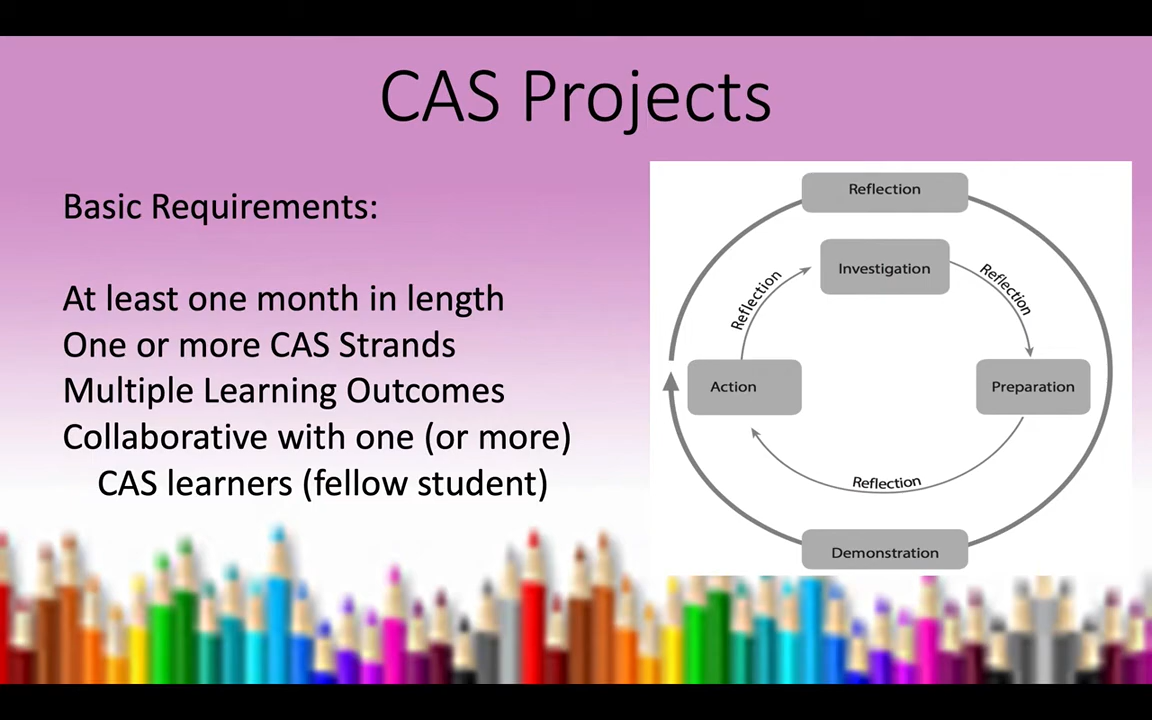 CAS Projects
Basic Requirements:
At least one month in length
One or more CAS Strands
Multiple Learning Outcomes
Collaborative with one (or more)
CAS learners (fellow student)
Reflection
Investigation
Reflection
Reflection
Action
Preparation
Reflection
Demonstration